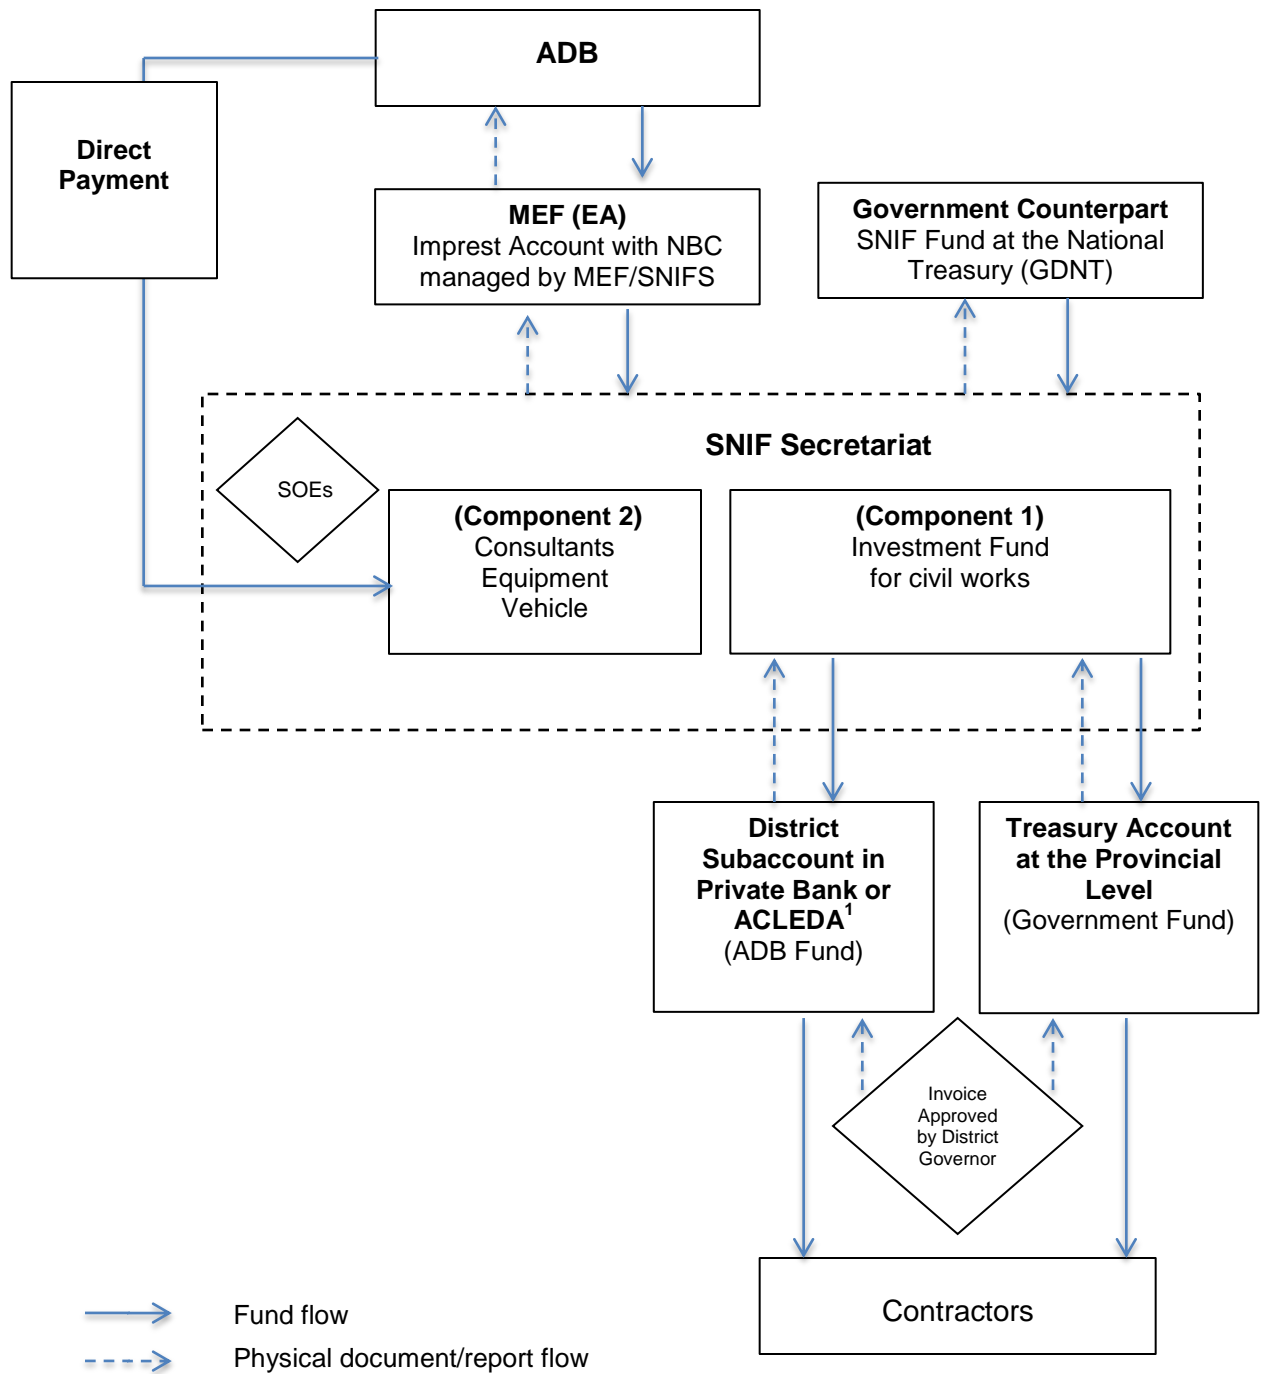 ADB
Direct
Payment
MEF (EA)
Imprest Account with NBC
managed by MEF/SNIFS
Government Counterpart
SNIF Fund at the National
Treasury (GDNT)
SNIF Secretariat
SOEs
(Component 2)
Consultants
Equipment
Vehicle
(Component 1)
Investment Fund
for civil works
District
Subaccount in
Private Bank or
ACLEDA¹
(ADB Fund)
Treasury Account
at the Provincial
Level
(Government Fund)
Invoice
Approved
by District
Governor
Contractors
Fund flow
Physical document/report flow